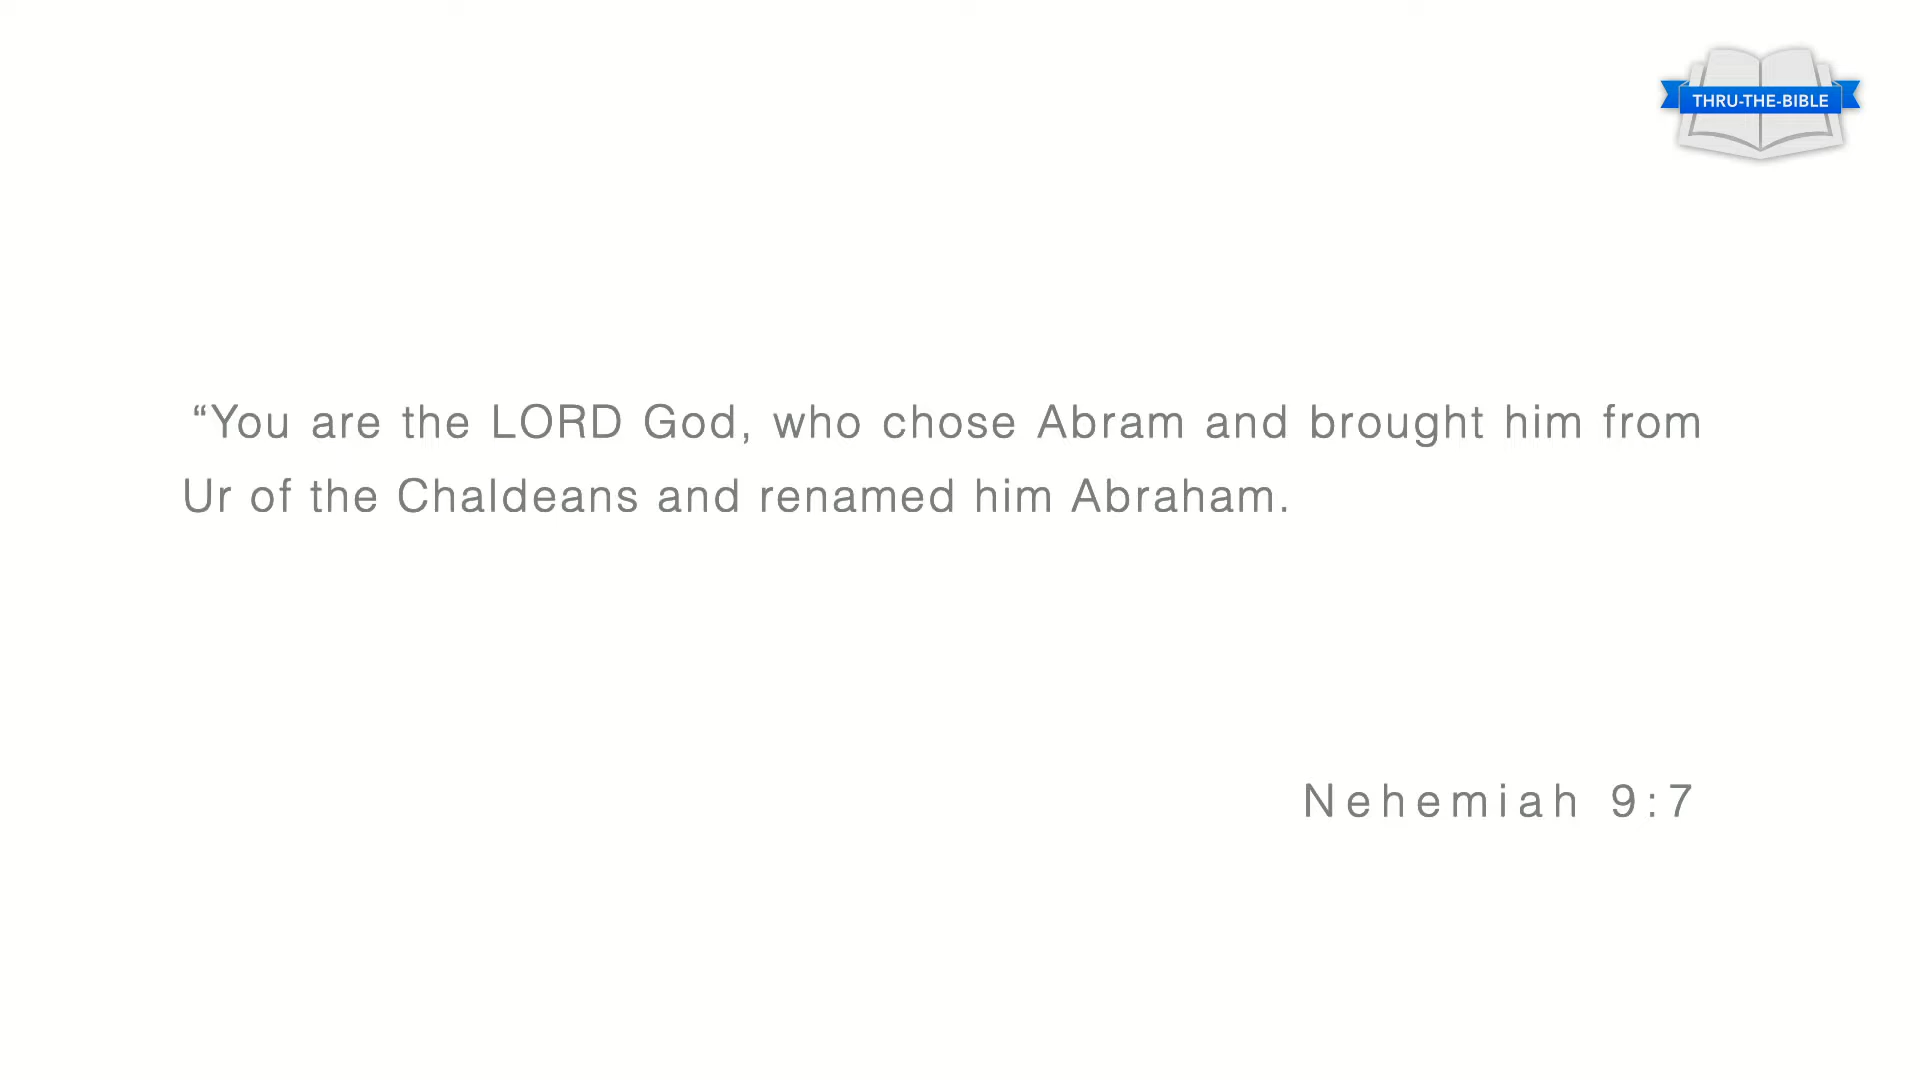 THRU-THE-BIBLE
“You are the LORD God, who chose Abram and brought him from
Ur of the Chaldeans and renamed him Abraham.
Nehemiah 9:7